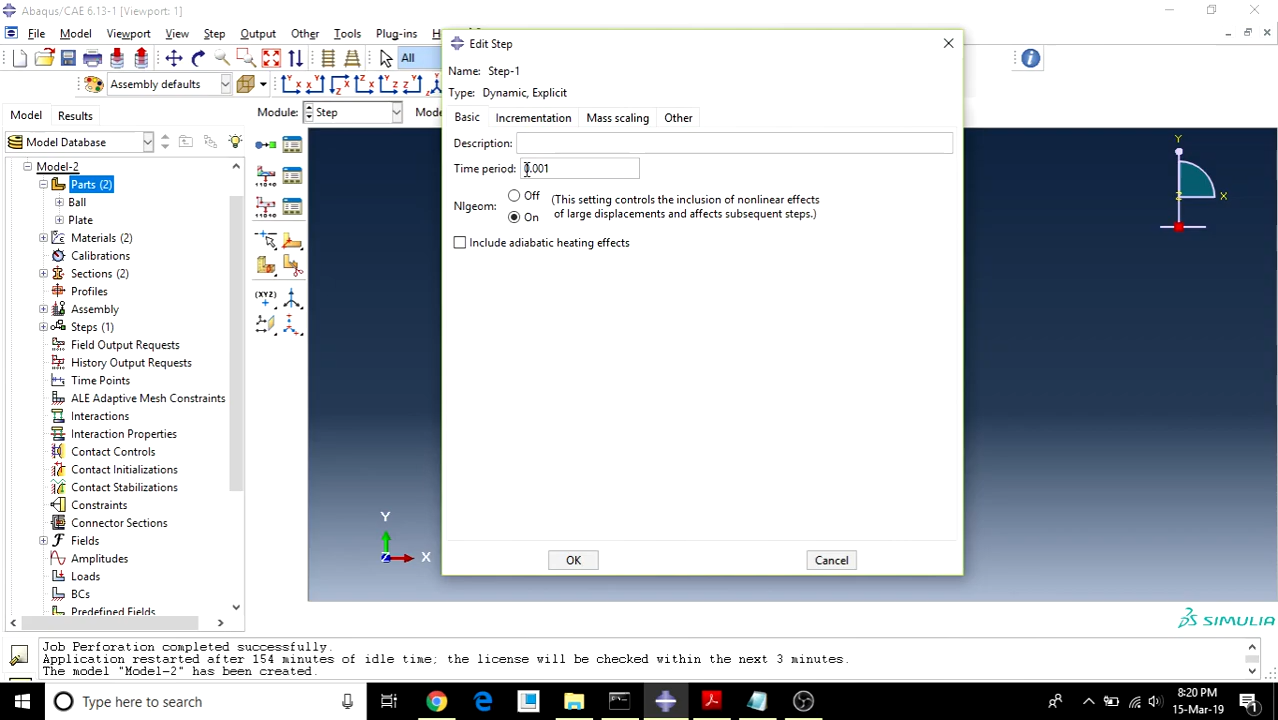 Abaqus/CAE 6.13-1 [Viewport: 1]
File Model Viewport View Step Output Other Tools Plug-ins
All
Assembly defaults
Model Results
Module: Step
Model Database
Model-2
Parts (2)
Ball
Plate
Materials (2)
Calibrations
Sections (2)
Profiles
Assembly
Steps (1)
Field Output Requests
History Output Requests
Time Points
ALE Adaptive Mesh Constraints
Interactions
Interaction Properties
Contact Controls
Contact Initializations
Contact Stabilizations
Constraints
Connector Sections
Fields
Amplitudes
Loads
BCs
Predefined Fields
Edit Step
Name: Step-1
Type: Dynamic, Explicit
Basic Incrementation Mass scaling Other
Description:
Time period: 0.001
Nlgeom:
Off
On
(This setting controls the inclusion of nonlinear effects
of large displacements and affects subsequent steps.)
Include adiabatic heating effects
OK Cancel
Y
Z X
Y
Z X
SIMULIA
Job Perforation completed successfully.
Application restarted after 154 minutes of idle time; the license will be checked within the next 3 minutes.
The model "Model-2" has been created.
Type here to search
8:20 PM
15-Mar-19